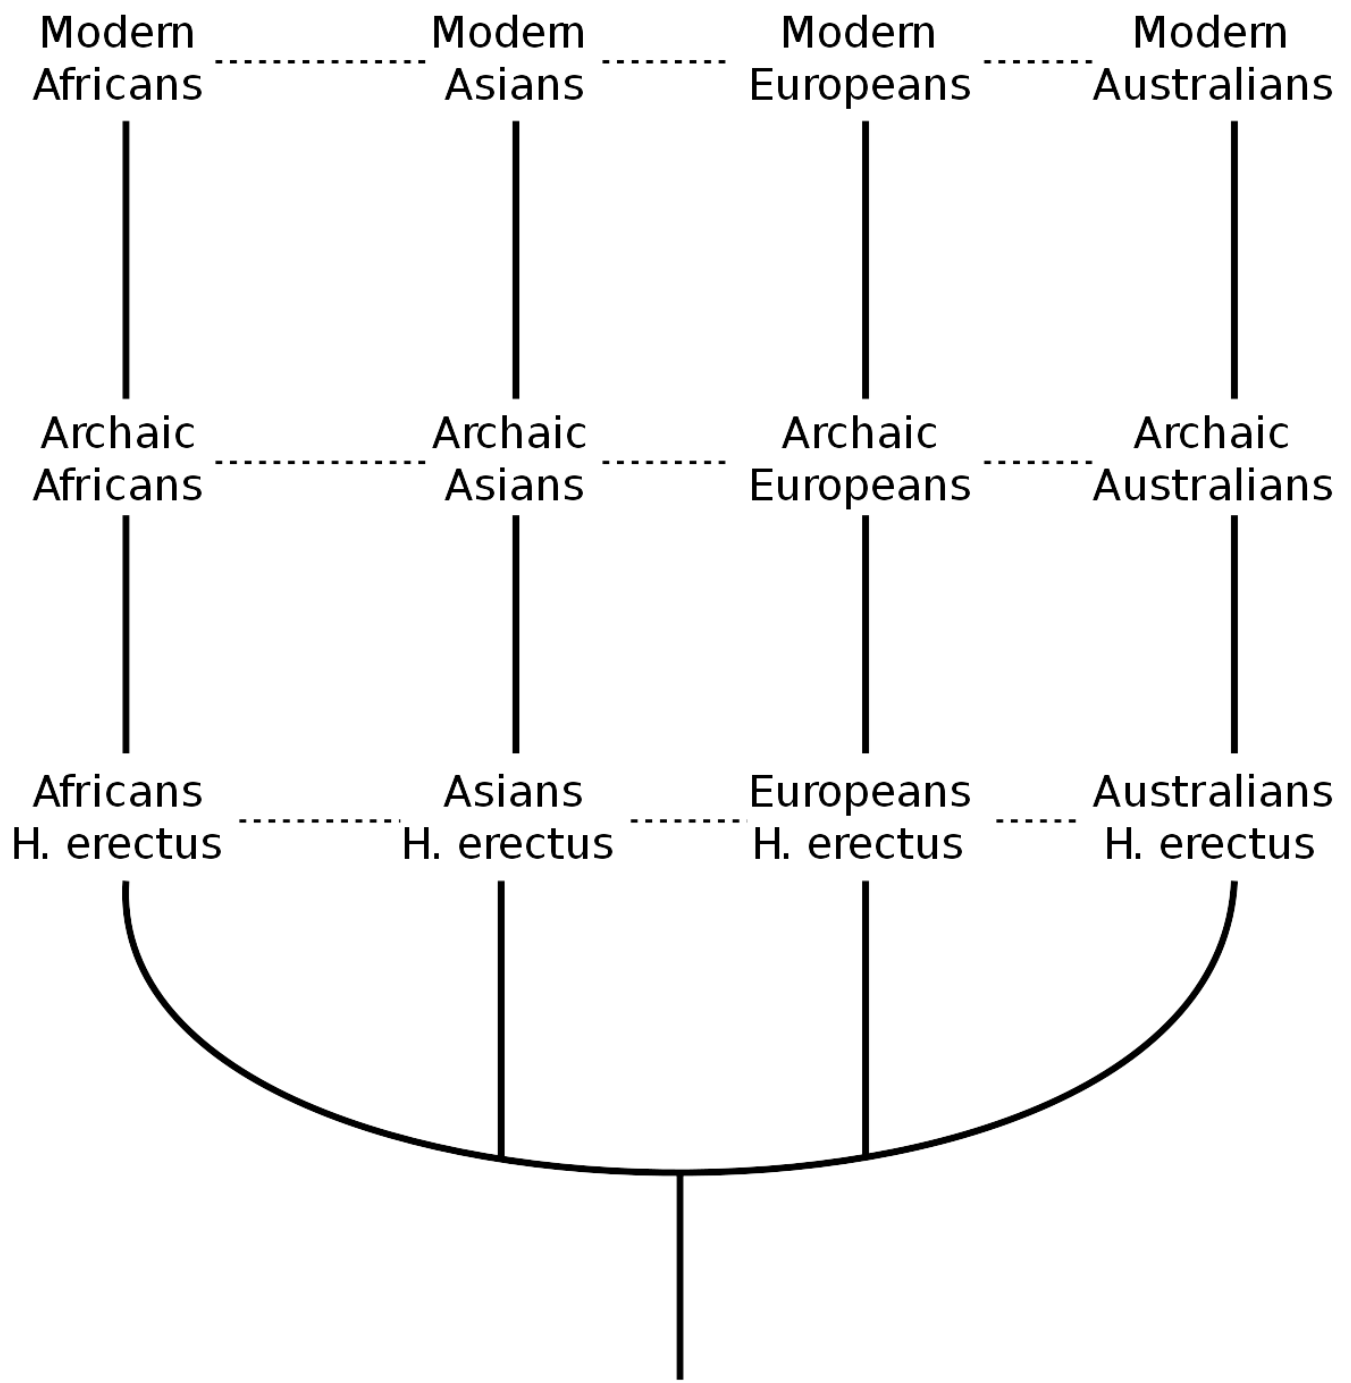 Modern
Africans
Modern
Asians
Modern
Europeans
Modern
Australians
Archaic
Africans
Archaic
Asians
Archaic
Europeans
Archaic
Australians
Africans
H. erectus
Asians
H. erectus
Europeans
H. erectus
Australians
H. erectus